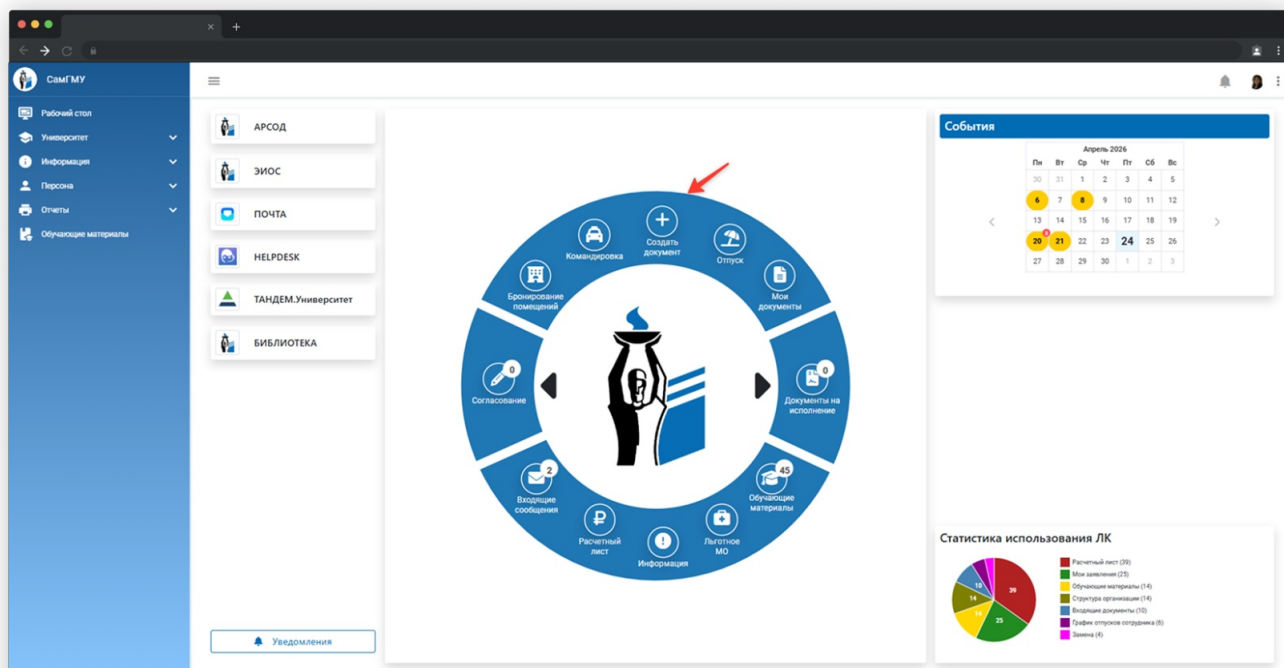 СамГМУ
Рабочий стол
Университет
Информация
Персона
Отчеты
Обучающие материалы
АРСОД
ЭИОС
ПОЧТА
HELPDESK
ТАНДЕМ.Университет
БИБЛИОТЕКА
Уведомления
Создать
документ
Командировка
Отпуск
Бронирование
помещений
Мои
документы
0
Согласование
0
Документы на
исполнение
2
Входящие
сообщения
45
Обучающие
материалы
Расчетный
лист
Льготное
МО
Информация
События
Апрель 2026
Пн Вт Ср Чт Пт Сб Вс
30 31 1 2 3 4 5
6 7 8 9 10 11 12
13 14 15 16 17 18 19
20 21 22 23 24 25 26
27 28 29 30 1 2 3
Статистика использования ЛК
39
25
14
14
10
Расчетный лист (39)
Мои заявления (25)
Обучающие материалы (14)
Структура организации (14)
Входящие документы (10)
График отпусков сотрудника (6)
Замена (4)